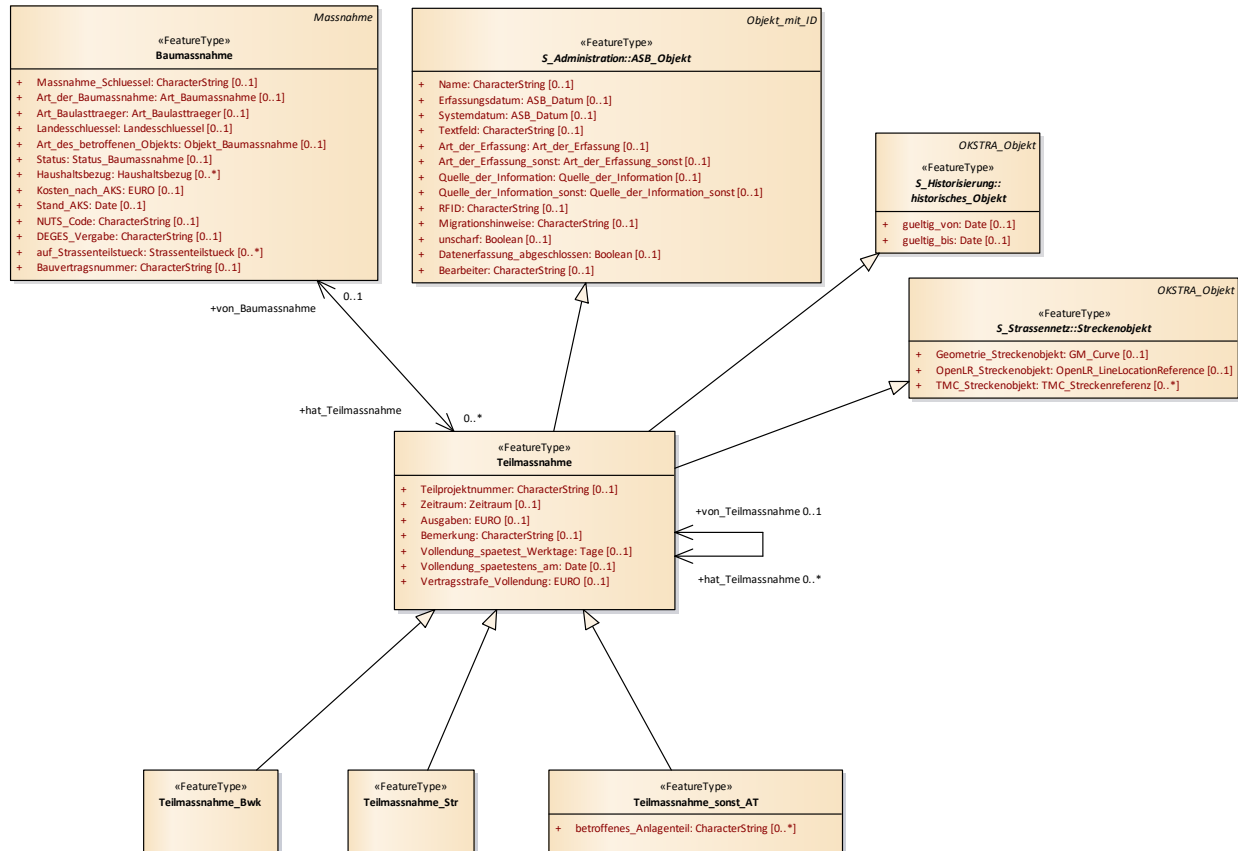 Massnahme
«FeatureType»
Baumassnahme
+ Massnahme_Schluessel: CharacterString [0..1]
+ Art_der_Baumassnahme: Art_Baumassnahme [0..1]
+ Art_Baulasttraeger: Art_Baulasttraeger [0..1]
+ Landesschluessel: Landesschluessel [0..1]
+ Art_des_betroffenen_Objekts: Objekt_Baumassnahme [0..1]
+ Status: Status_Baumassnahme [0..1]
+ Haushaltsbezug: Haushaltsbezug [0..*]
+ Kosten_nach_AKS: EURO [0..1]
+ Stand_AKS: Date [0..1]
+ NUTS_Code: CharacterString [0..1]
+ DEGES_Vergabe: CharacterString [0..1]
+ auf_Strassenteilstueck: Strassenteilstueck [0..*]
+ Bauvertragsnummer: CharacterString [0..1]
Objekt_mit_ID
«FeatureType»
S_Administration::ASB_Objekt
+ Name: CharacterString [0..1]
+ Erfassungsdatum: ASB_Datum [0..1]
+ Systemdatum: ASB_Datum [0..1]
+ Textfeld: CharacterString [0..1]
+ Art_der_Erfassung: Art_der_Erfassung [0..1]
+ Art_der_Erfassung_sonst: Art_der_Erfassung_sonst [0..1]
+ Quelle_der_Information: Quelle_der_Information [0..1]
+ Quelle_der_Information_sonst: Quelle_der_Information_sonst [0..1]
+ RFID: CharacterString [0..1]
+ Migrationshinweise: CharacterString [0..1]
+ unscharf: Boolean [0..1]
+ Datenerfassung_abgeschlossen: Boolean [0..1]
+ Bearbeiter: CharacterString [0..1]
OKSTRA_Objekt
«FeatureType»
S_Historisierung::
historisches_Objekt
+ gueltig_von: Date [0..1]
+ gueltig_bis: Date [0..1]
OKSTRA_Objekt
«FeatureType»
S_Strassennetz::Streckenobjekt
+ Geometrie_Streckenobjekt: GM_Curve [0..1]
+ OpenLR_Streckenobjekt: OpenLR_LineLocationReference [0..1]
+ TMC_Streckenobjekt: TMC_Streckenreferenz [0..*]
0..1
+von_Baumassnahme
+hat_Teilmassnahme
0..*
«FeatureType»
Teilmassnahme
+ Teilprojektnummer: CharacterString [0..1]
+ Zeitraum: Zeitraum [0..1]
+ Ausgaben: EURO [0..1]
+ Bemerkung: CharacterString [0..1]
+ Vollendung_spaetest_Werktage: Tage [0..1]
+ Vollendung_spaetestens_am: Date [0..1]
+ Vertragsstrafe_Vollendung: EURO [0..1]
+von_Teilmassnahme 0..1
+hat_Teilmassnahme 0..*
«FeatureType»
Teilmassnahme_Bwk
«FeatureType»
Teilmassnahme_Str
«FeatureType»
Teilmassnahme_sonst_AT
+ betroffenes_Anlagenteil: CharacterString [0..*]